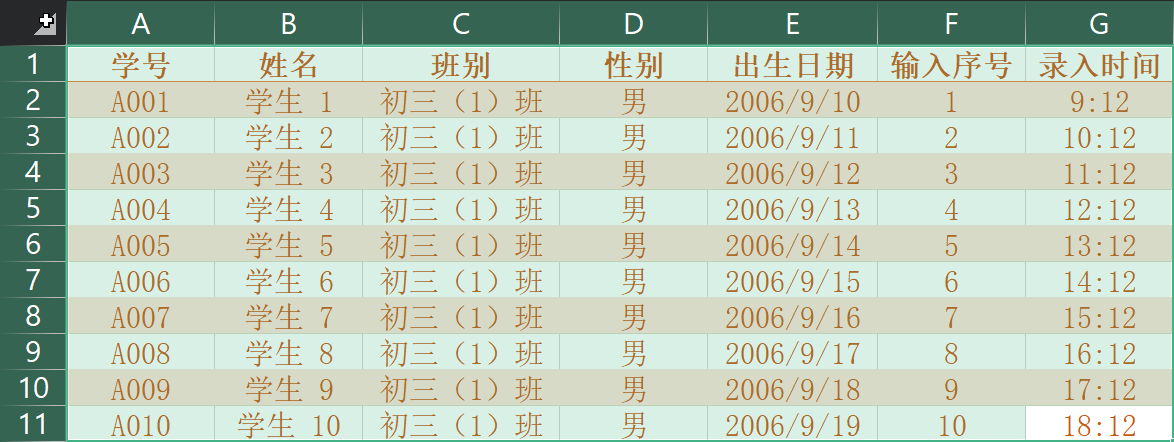 A B C D E F G
1 学号 姓名 班别 性别 出生日期 输入序号 录入时间
2 A001 学生 1 初三（1）班 男 2006/9/10 1 9:12
3 A002 学生 2 初三（1）班 男 2006/9/11 2 10:12
4 A003 学生 3 初三（1）班 男 2006/9/12 3 11:12
5 A004 学生 4 初三（1）班 男 2006/9/13 4 12:12
6 A005 学生 5 初三（1）班 男 2006/9/14 5 13:12
7 A006 学生 6 初三（1）班 男 2006/9/15 6 14:12
8 A007 学生 7 初三（1）班 男 2006/9/16 7 15:12
9 A008 学生 8 初三（1）班 男 2006/9/17 8 16:12
10 A009 学生 9 初三（1）班 男 2006/9/18 9 17:12
11 A010 学生 10 初三（1）班 男 2006/9/19 10 18:12